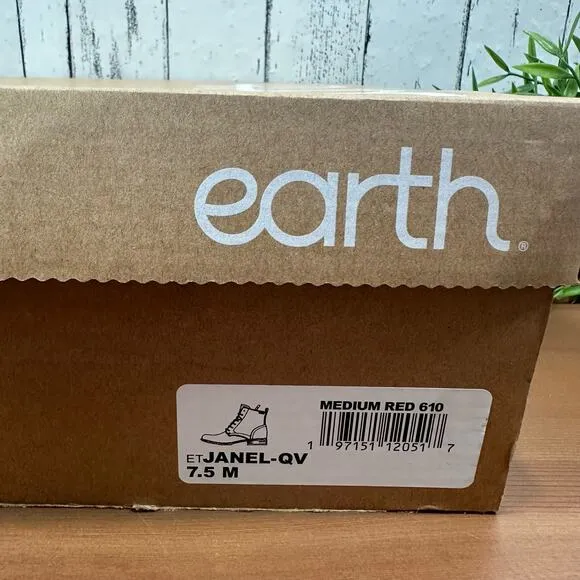 earth®
MEDIUM RED 610
1 97151 12051 7
ETJANEL-QV
7.5 M